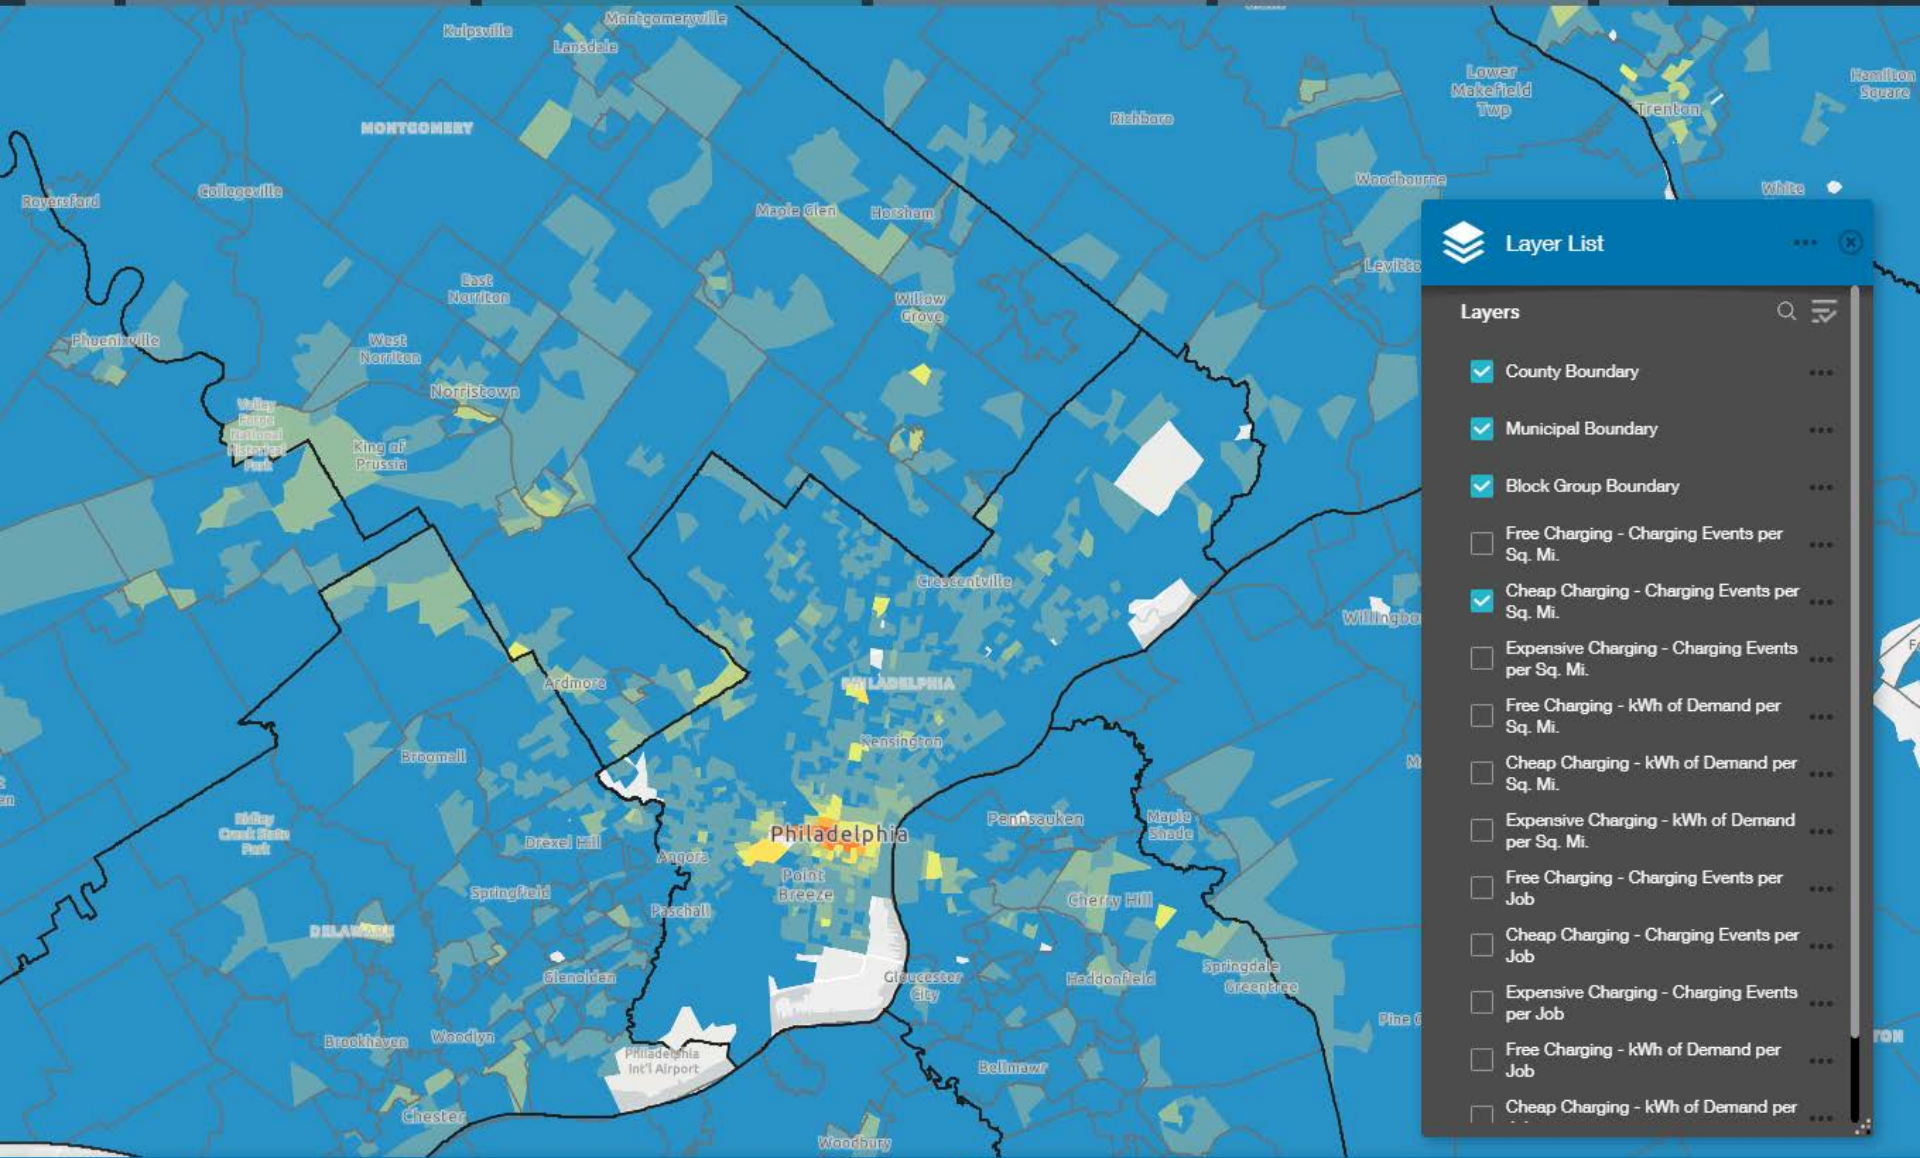 Montgomeryville
Kulpsville
Lansdale
Lower
Makefield
Twp
Hamilton
Square
Trenton
Richboro
MONTGOMERY
Woodbourne
White
Collegeville
Royersford
Maple Glen
Horsham
Levitto
East
Norriton
Willow
Grove
Phoenixville
West
Norriton
Norristown
Valley
Forge
National
Historical
Park
King of
Prussia
Crescentville
Willingbo
Ardmore
PHILADELPHIA
Kensington
Broomall
Ridley
Creek State
Park
Drexel Hill
Philadelphia
Pennsauken
Maple
Shade
Angora
Point
Breeze
Springfield
Paschall
Cherry Hill
DELAWARE
Glenolden
Gloucester
City
Haddonfield
Springdale
Greentree
Pine
Brookhaven
Woodlyn
Philadelphia
Int'l Airport
Bellmawr
Chester
Woodbury
TON
Layer List
Layers
County Boundary
Municipal Boundary
Block Group Boundary
Free Charging - Charging Events per
Sq. Mi.
Cheap Charging - Charging Events per
Sq. Mi.
Expensive Charging - Charging Events
per Sq. Mi.
Free Charging - kWh of Demand per
Sq. Mi.
Cheap Charging - kWh of Demand per
Sq. Mi.
Expensive Charging - kWh of Demand
per Sq. Mi.
Free Charging - Charging Events per
Job
Cheap Charging - Charging Events per
Job
Expensive Charging - Charging Events
per Job
Free Charging - kWh of Demand per
Job
Cheap Charging - kWh of Demand per